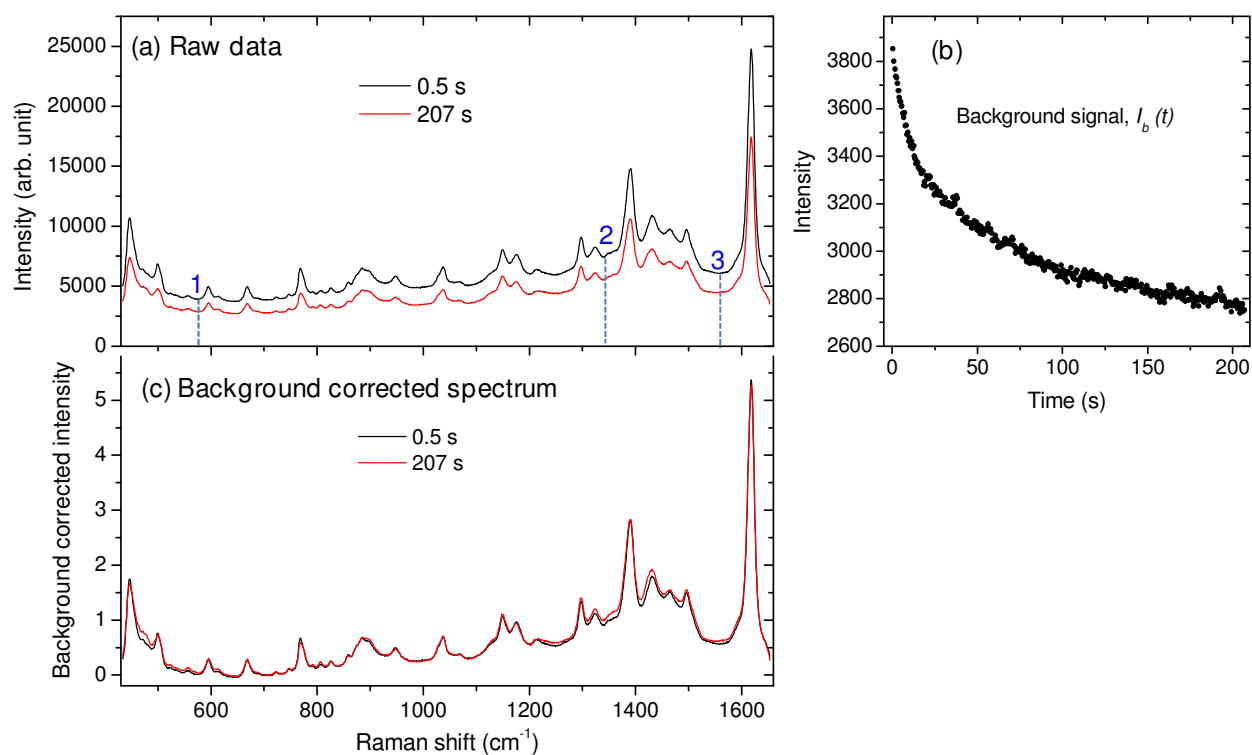 (a) Raw data
0.5 s
207 s
1
2
3
Intensity (arb. unit)
25000
20000
15000
10000
5000
0
(b)
Background signal, I_b (t)
Intensity
3800
3600
3400
3200
3000
2800
2600
0 50 100 150 200
Time (s)
(c) Background corrected spectrum
0.5 s
207 s
Background corrected intensity
5
4
3
2
1
0
600 800 1000 1200 1400 1600
Raman shift (cm⁻¹)